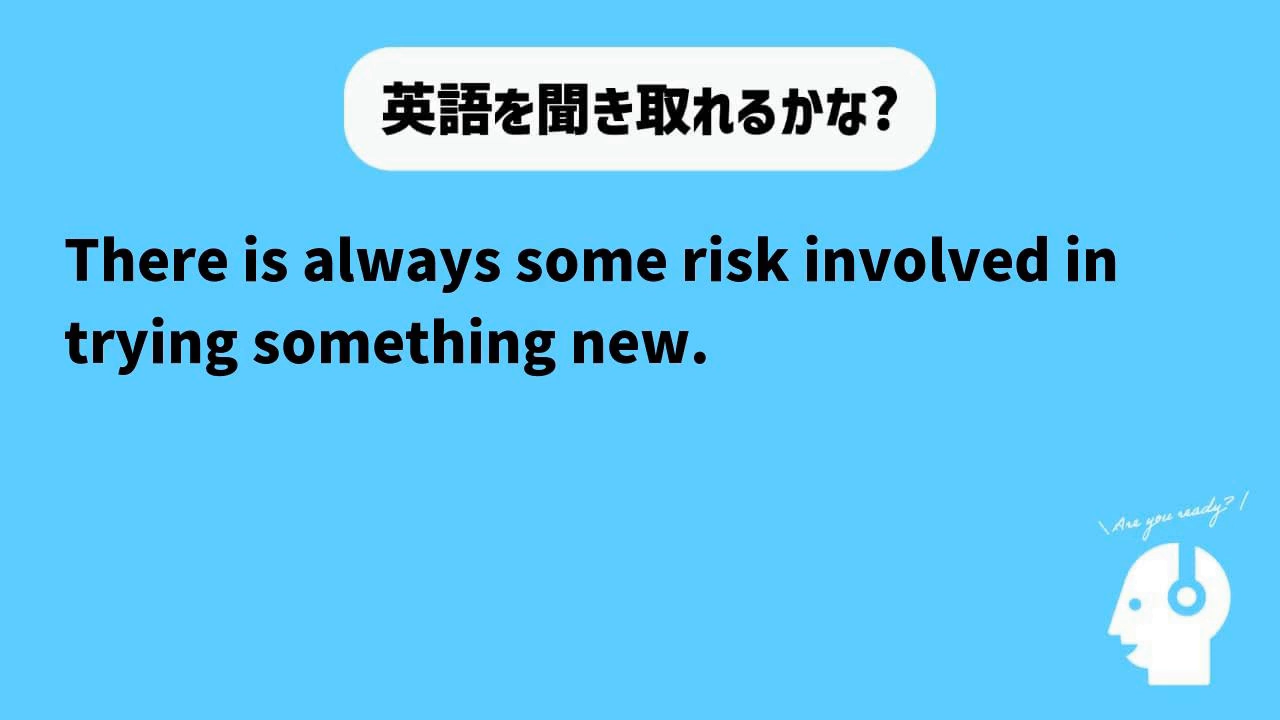 英語を聞き取れるかな?
There is always some risk involved in
trying something new.
\Are you ready? /